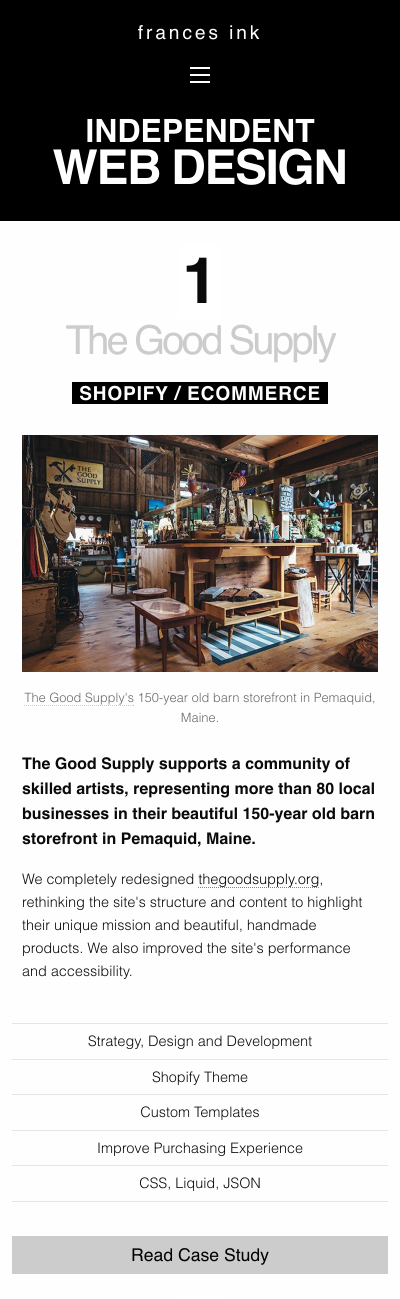 frances ink
INDEPENDENT
WEB DESIGN
1
The Good Supply
SHOPIFY / ECOMMERCE
THE
GOOD
SUPPLY
The Good Supply's 150-year old barn storefront in Pemaquid,
Maine.
The Good Supply supports a community of
skilled artists, representing more than 80 local
businesses in their beautiful 150-year old barn
storefront in Pemaquid, Maine.
We completely redesigned thegoodsupply.org,
rethinking the site's structure and content to highlight
their unique mission and beautiful, handmade
products. We also improved the site's performance
and accessibility.
Strategy, Design and Development
Shopify Theme
Custom Templates
Improve Purchasing Experience
CSS, Liquid, JSON
Read Case Study